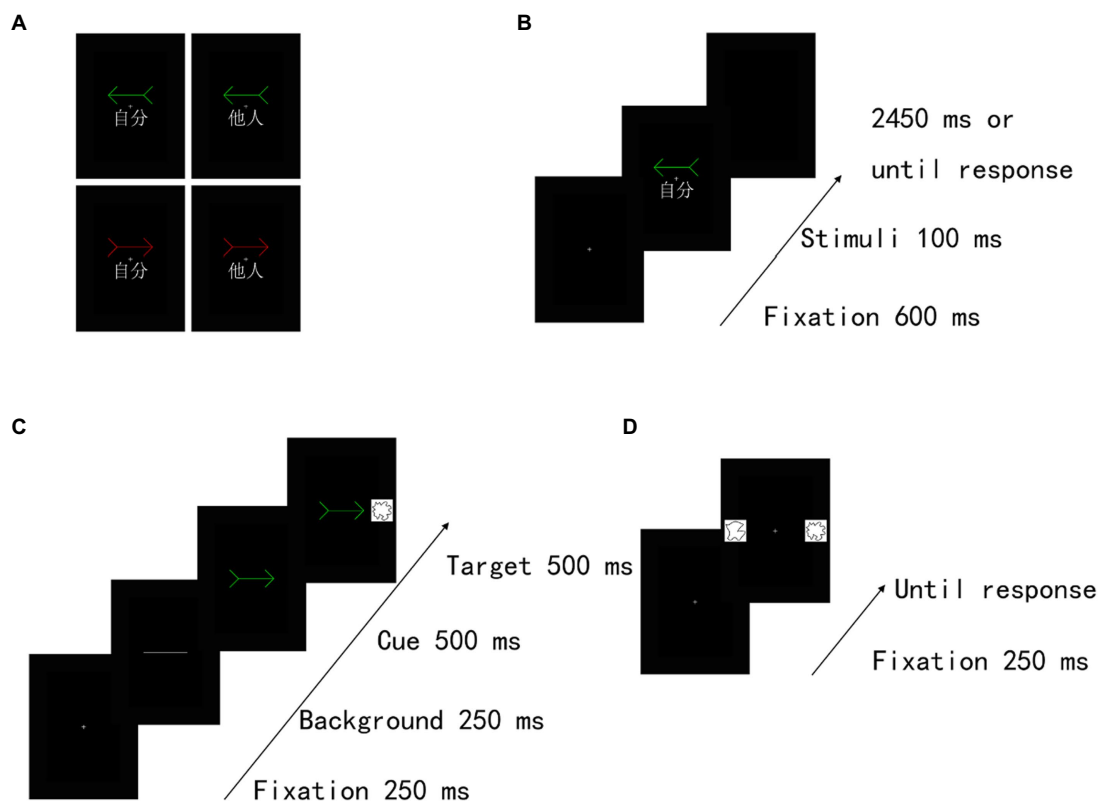 A
自分
他人
自分
他人
B
自分
2450 ms or
until response
Stimuli 100 ms
Fixation 600 ms
C
Target 500 ms
Cue 500 ms
Background 250 ms
Fixation 250 ms
D
Until response
Fixation 250 ms